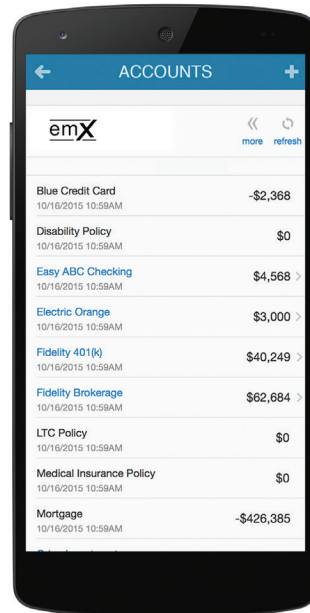 ACCOUNTS
emX
more refresh
Blue Credit Card -$2,368
10/16/2015 10:59AM
Disability Policy $0
10/16/2015 10:59AM
Easy ABC Checking $4,568
10/16/2015 10:59AM
Electric Orange $3,000
10/16/2015 10:59AM
Fidelity 401(k) $40,249
10/16/2015 10:59AM
Fidelity Brokerage $62,684
10/16/2015 10:59AM
LTC Policy $0
10/16/2015 10:59AM
Medical Insurance Policy $0
10/16/2015 10:59AM
Mortgage -$426,385
10/16/2015 10:59AM